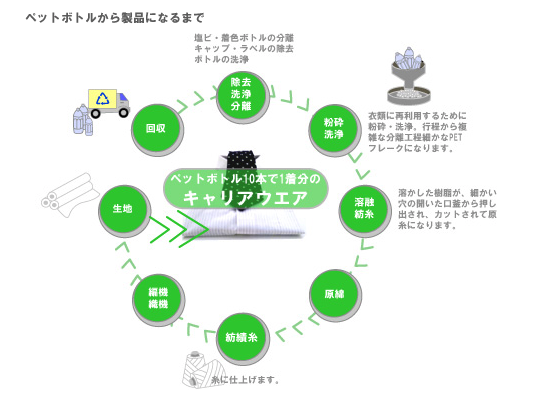 ペットボトルから製品になるまで
塩ビ・着色ボトルの分離
キャップ・ラベルの除去
ボトルの洗浄
除去
洗浄
分離
回収
粉砕
洗浄
衣類に再利用するために
粉砕・洗浄。行程から複
雑な分離工程細かなPET
フレークになります。
ペットボトル10本で1着分の
キャリアウエア
生地
溶融
紡糸
溶かした樹脂が、細かい
穴の開いた口釜から押し
出され、カットされて原
糸になります。
編機
織機
原綿
紡績糸
糸に仕上げます。